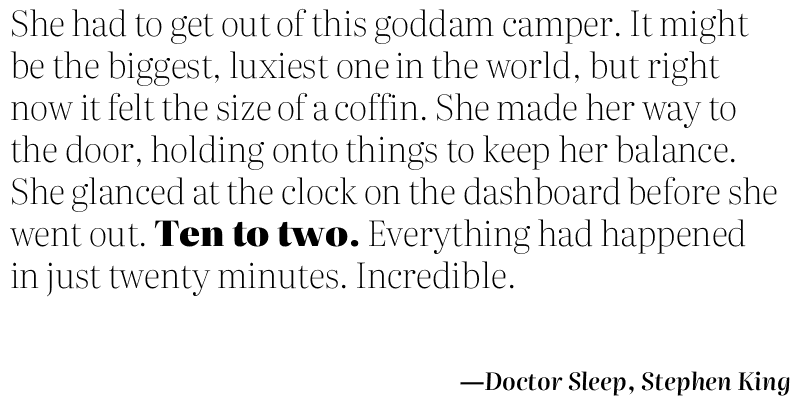 She had to get out of this goddam camper. It might
be the biggest, luxiest one in the world, but right
now it felt the size of a coffin. She made her way to
the door, holding onto things to keep her balance.
She glanced at the clock on the dashboard before she
went out. Ten to two. Everything had happened
in just twenty minutes. Incredible.
—Doctor Sleep, Stephen King